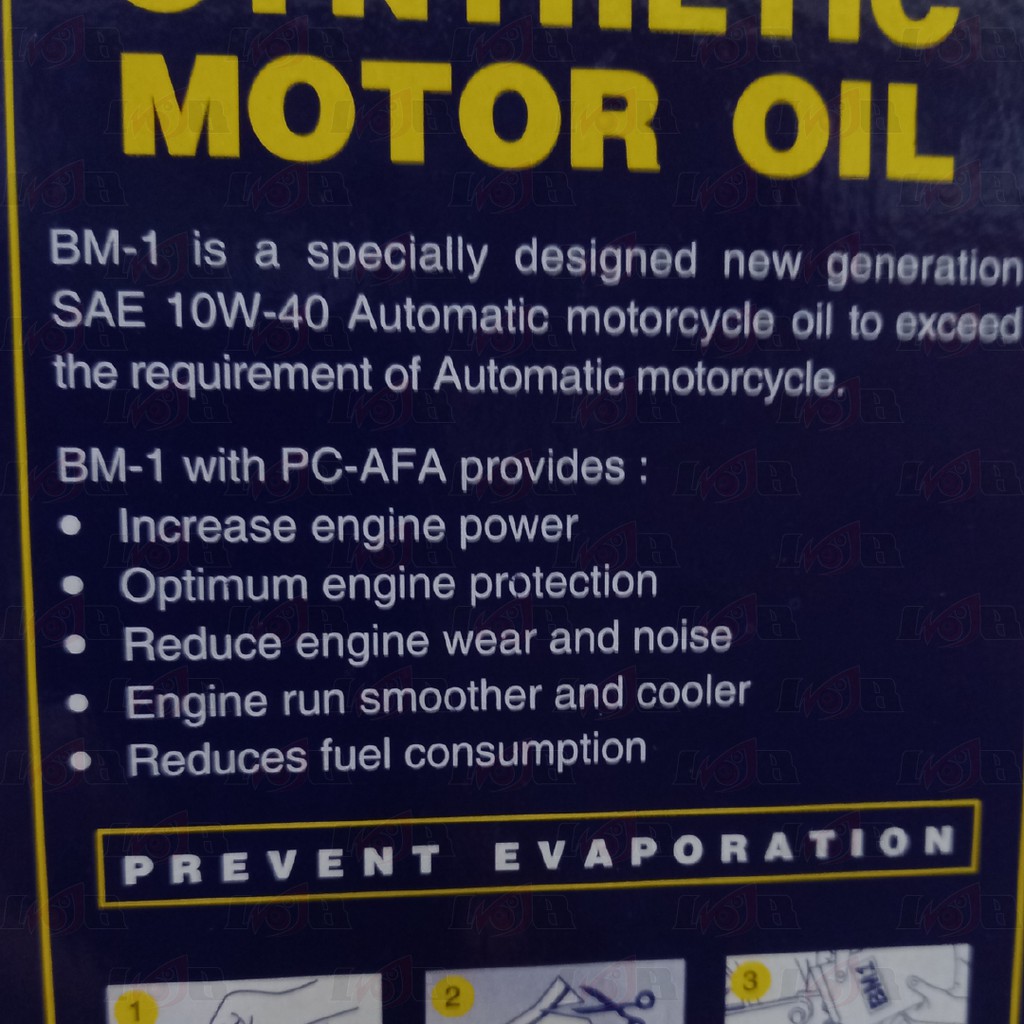 SYNTHETIC
MOTOR OIL
BM-1 is a specially designed new generation
SAE 10W-40 Automatic motorcycle oil to exceed
the requirement of Automatic motorcycle.
BM-1 with PC-AFA provides :
• Increase engine power
• Optimum engine protection
• Reduce engine wear and noise
• Engine run smoother and cooler
• Reduces fuel consumption
PREVENT EVAPORATION
1
2
3
BM1